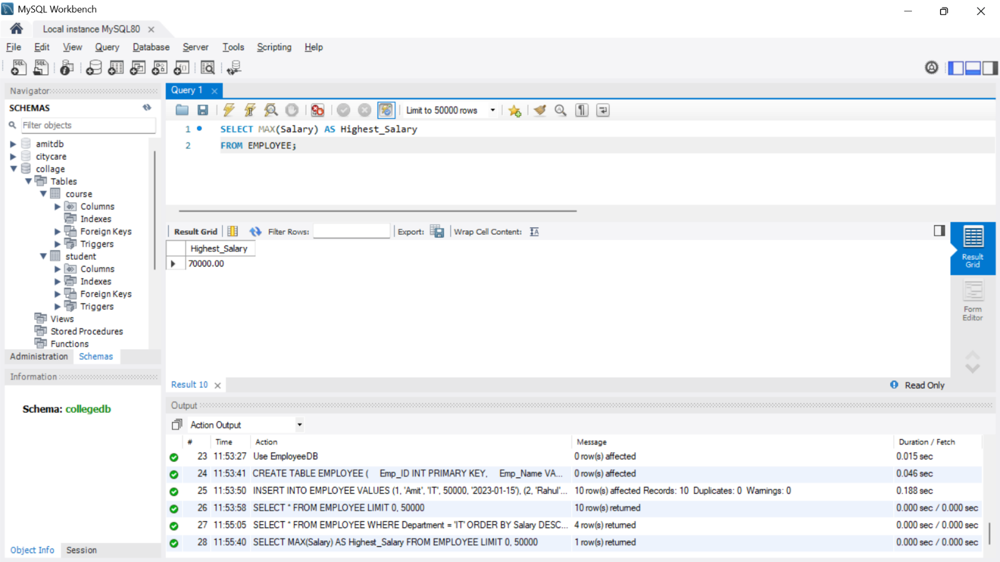 MySQL Workbench
Local instance MySQL80
File Edit View Query Database Server Tools Scripting Help
Navigator
SCHEMAS
Filter objects
amitdb
citycare
collage
Tables
course
Columns
Indexes
Foreign Keys
Triggers
student
Columns
Indexes
Foreign Keys
Triggers
Views
Stored Procedures
Functions
Administration Schemas
Information
Schema: collegedb
Object Info Session
Query 1
Limit to 50000 rows
1 SELECT MAX(Salary) AS Highest_Salary
2 FROM EMPLOYEE;
Result Grid Filter Rows: Export: Wrap Cell Content:
Highest_Salary
70000.00
Result Grid
Form Editor
Result 10
Read Only
Output
Action Output
# Time Action Message Duration / Fetch
23 11:53:27 Use EmployeeDB 0 row(s) affected 0.015 sec
24 11:53:41 CREATE TABLE EMPLOYEE ( Emp_ID INT PRIMARY KEY, Emp_Name VA... 0 row(s) affected 0.046 sec
25 11:53:50 INSERT INTO EMPLOYEE VALUES (1, 'Amit', 'IT', 50000, '2023-01-15'), (2, 'Rahul'... 10 row(s) affected Records: 10 Duplicates: 0 Warnings: 0 0.188 sec
26 11:53:58 SELECT * FROM EMPLOYEE LIMIT 0, 50000 10 row(s) returned 0.000 sec / 0.000 sec
27 11:55:05 SELECT * FROM EMPLOYEE WHERE Department = 'IT' ORDER BY Salary DESC... 4 row(s) returned 0.000 sec / 0.000 sec
28 11:55:40 SELECT MAX(Salary) AS Highest_Salary FROM EMPLOYEE LIMIT 0, 50000 1 row(s) returned 0.000 sec / 0.000 sec